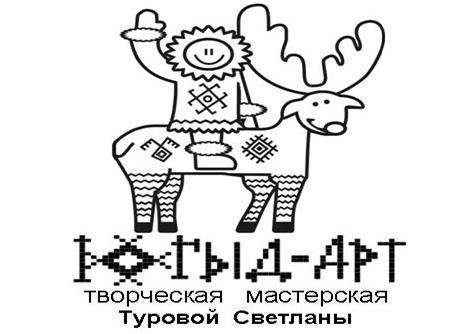 ЮГЫД-АРТ
творческая мастерская
Туровой Светланы